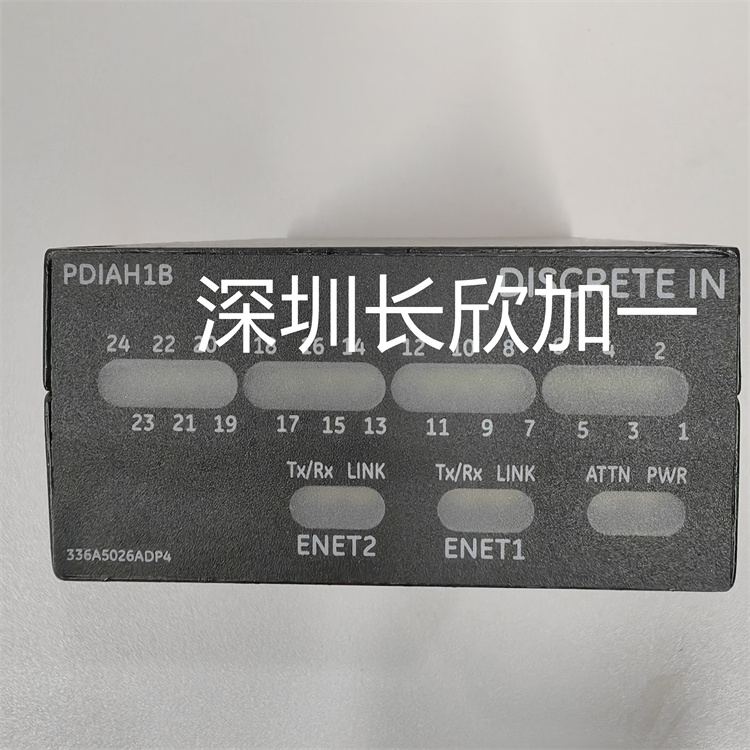 PDIAH1B DISCRETE IN
深圳长欣加一
24 22 20 18 16 14 12 10 8 6 4 2
23 21 19 17 15 13 11 9 7 5 3 1
Tx/Rx LINK Tx/Rx LINK ATTN PWR
ENET2 ENET1
336A5026ADP4